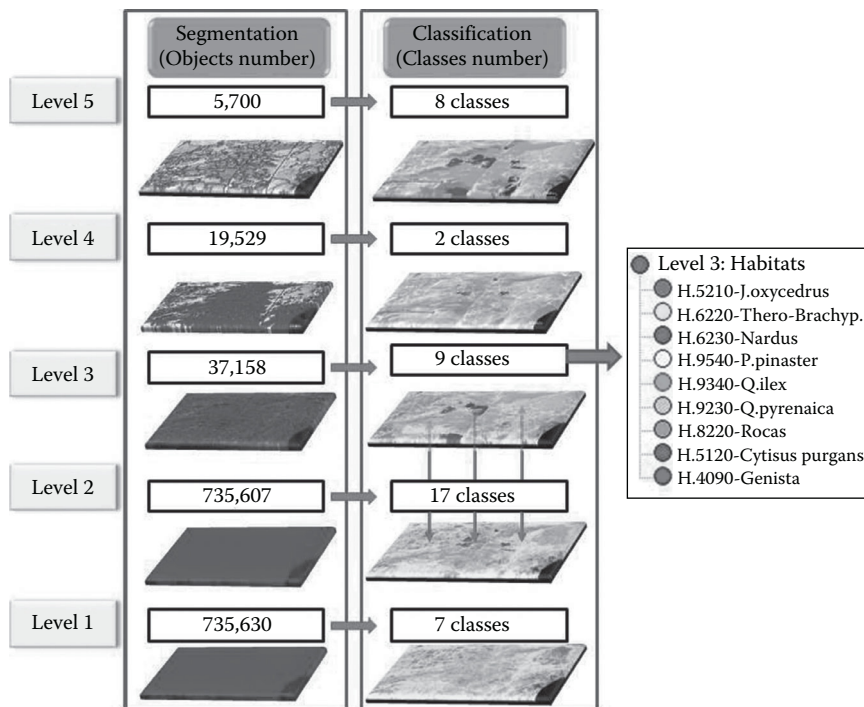 Segmentation
(Objects number)
Classification
(Classes number)
Level 5
5,700
8 classes
Level 4
19,529
2 classes
Level 3
37,158
9 classes
Level 2
735,607
17 classes
Level 1
735,630
7 classes
Level 3: Habitats
H.5210-J.oxycedrus
H.6220-Thero-Brachyp.
H.6230-Nardus
H.9540-P.pinaster
H.9340-Q.ilex
H.9230-Q.pyrenaica
H.8220-Rocas
H.5120-Cytisus purgans
H.4090-Genista